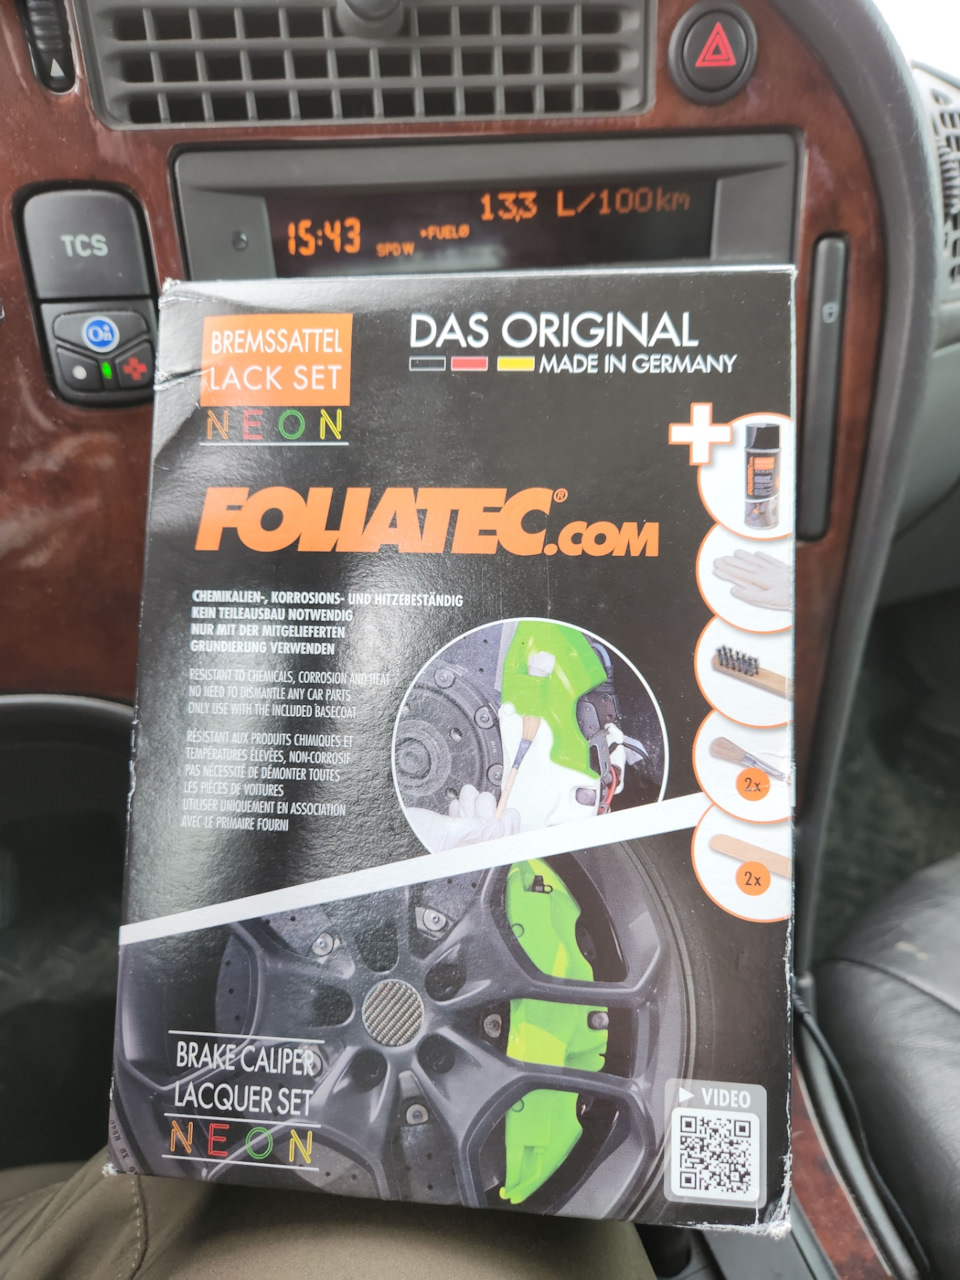 13,3 L/100km
15:43
SPD W
•FUELØ
TCS
On
BREMSSATTEL
LACK SET
NEON
DAS ORIGINAL
MADE IN GERMANY
FOLIATEC.COM®
CHEMIKALIEN-, KORROSIONS- UND HITZEBESTÄNDIG
KEIN TEILEAUSBAU NOTWENDIG
NUR MIT DER MITGELIEFERTEN
GRUNDIERUNG VERWENDEN
RESISTANT TO CHEMICALS, CORROSION AND HEAT
NO NEED TO DISMANTLE ANY CAR PARTS
ONLY USE WITH THE INCLUDED BASECOAT
RÉSISTANT AUX PRODUITS CHIMIQUES ET
TEMPÉRATURES ÉLEVÉES, NON-CORROSIF
PAS NÉCESSITÉ DE DÉMONTER TOUTES
LES PIÈCES DE VOITURES
UTILISER UNIQUEMENT EN ASSOCIATION
AVEC LE PRIMAIRE FOURNI
2x
2x
BRAKE CALIPER
LACQUER SET
NEON
VIDEO